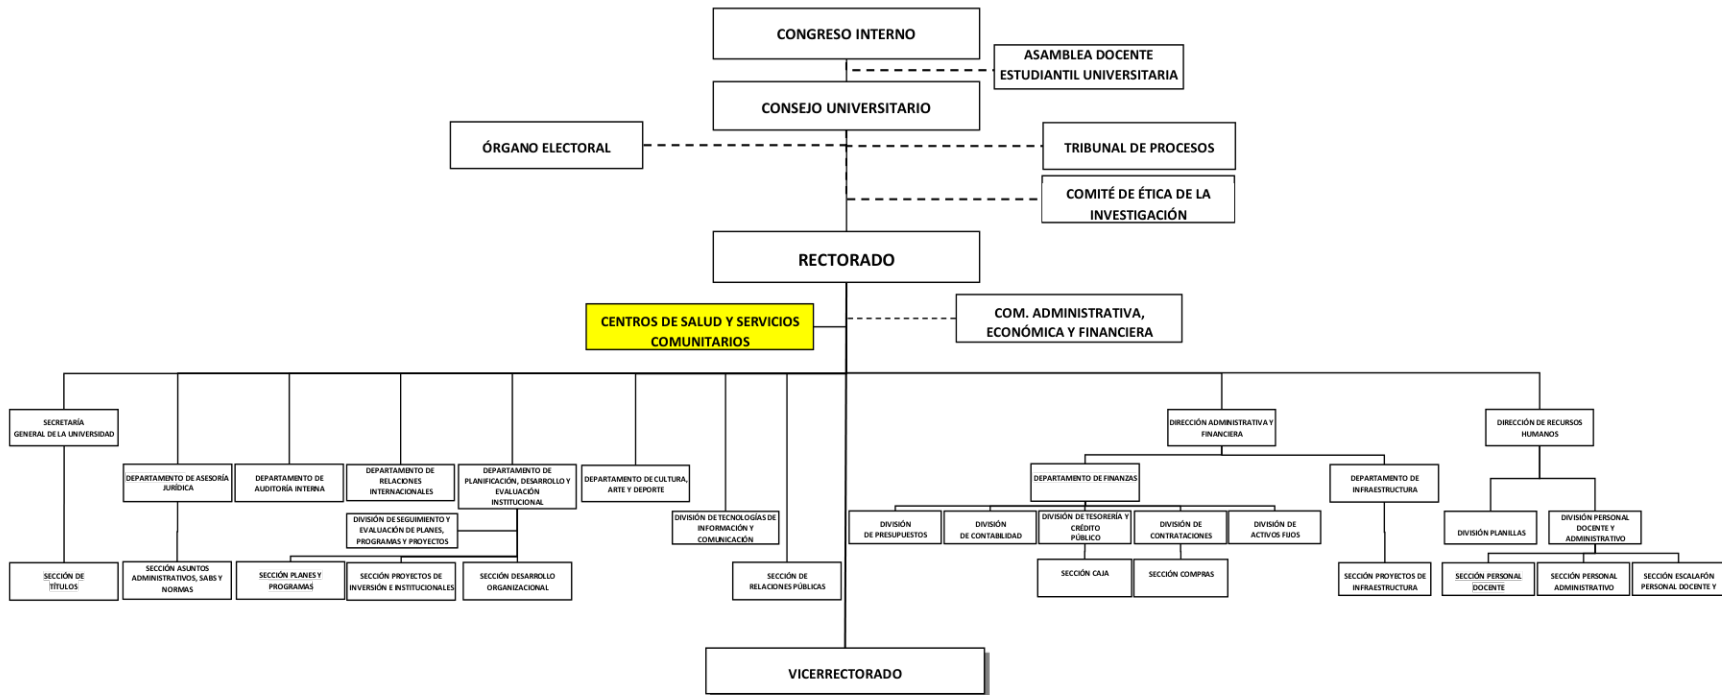 CONGRESO INTERNO
ASAMBLEA DOCENTE
ESTUDIANTIL UNIVERSITARIA
CONSEJO UNIVERSITARIO
ÓRGANO ELECTORAL
TRIBUNAL DE PROCESOS
COMITÉ DE ÉTICA DE LA
INVESTIGACIÓN
RECTORADO
CENTROS DE SALUD Y SERVICIOS
COMUNITARIOS
COM. ADMINISTRATIVA,
ECONÓMICA Y FINANCIERA
SECRETARÍA
GENERAL DE LA UNIVERSIDAD
DIRECCIÓN ADMINISTRATIVA Y
FINANCIERA
DIRECCIÓN DE RECURSOS
HUMANOS
DEPARTAMENTO DE ASESORÍA
JURÍDICA
DEPARTAMENTO DE
AUDITORÍA INTERNA
DEPARTAMENTO DE
RELACIONES
INTERNACIONALES
DEPARTAMENTO DE
PLANIFICACIÓN, DESARROLLO Y
EVALUACIÓN
INSTITUCIONAL
DEPARTAMENTO DE CULTURA,
ARTE Y DEPORTE
DEPARTAMENTO DE FINANZAS
DEPARTAMENTO DE
INFRAESTRUCTURA
DIVISIÓN DE SEGUIMIENTO Y
EVALUACIÓN DE PLANES,
PROGRAMAS Y PROYECTOS
DIVISIÓN DE TECNOLOGÍAS DE
INFORMACIÓN Y
COMUNICACIÓN
DIVISIÓN
DE PRESUPUESTOS
DIVISIÓN
DE CONTABILIDAD
DIVISIÓN DE TESORERÍA Y
CRÉDITO
PÚBLICO
DIVISIÓN DE
CONTRATACIONES
DIVISIÓN DE
ACTIVOS FIJOS
DIVISIÓN PLANILLAS
DIVISIÓN PERSONAL
DOCENTE Y
ADMINISTRATIVO
SECCIÓN DE
TÍTULOS
SECCIÓN ASUNTOS
ADMINISTRATIVOS, SABS Y
NORMAS
SECCIÓN PLANES Y
PROGRAMAS
SECCIÓN PROYECTOS DE
INVERSIÓN E INSTITUCIONALES
SECCIÓN DESARROLLO
ORGANIZACIONAL
SECCIÓN DE
RELACIONES PÚBLICAS
SECCIÓN CAJA
SECCIÓN COMPRAS
SECCIÓN PROYECTOS DE
INFRAESTRUCTURA
SECCIÓN PERSONAL
DOCENTE
SECCIÓN PERSONAL
ADMINISTRATIVO
SECCIÓN ESCALAFÓN
PERSONAL DOCENTE Y
VICERRECTORADO